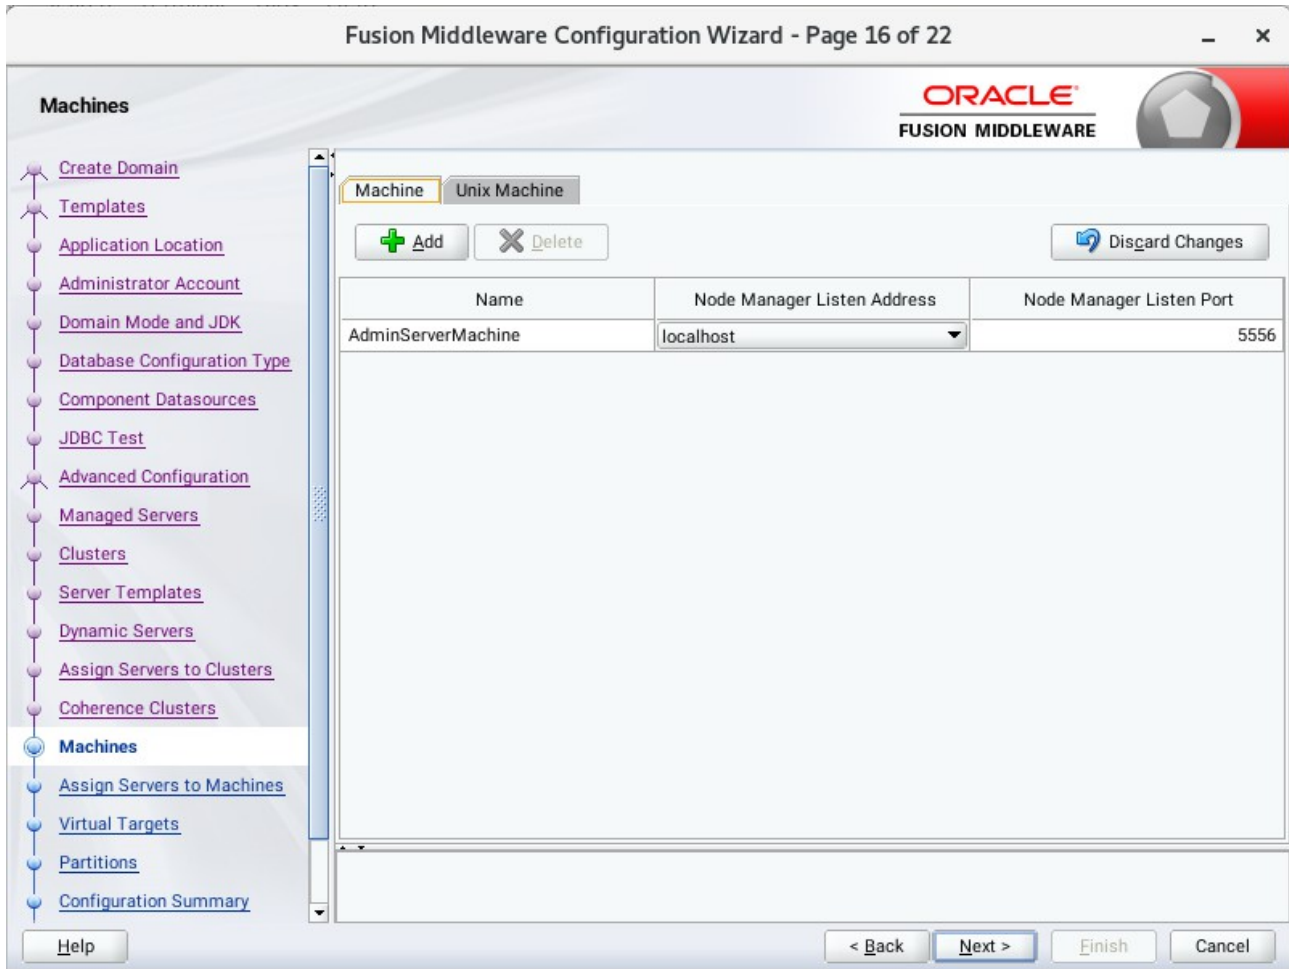 Fusion Middleware Configuration Wizard - Page 16 of 22
Machines
ORACLE
FUSION MIDDLEWARE
Create Domain
Templates
Application Location
Administrator Account
Domain Mode and JDK
Database Configuration Type
Component Datasources
JDBC Test
Advanced Configuration
Managed Servers
Clusters
Server Templates
Dynamic Servers
Assign Servers to Clusters
Coherence Clusters
Machines
Assign Servers to Machines
Virtual Targets
Partitions
Configuration Summary
Machine Unix Machine
Add Delete Discard Changes
Name Node Manager Listen Address Node Manager Listen Port
AdminServerMachine localhost 5556
Help < Back Next > Finish Cancel